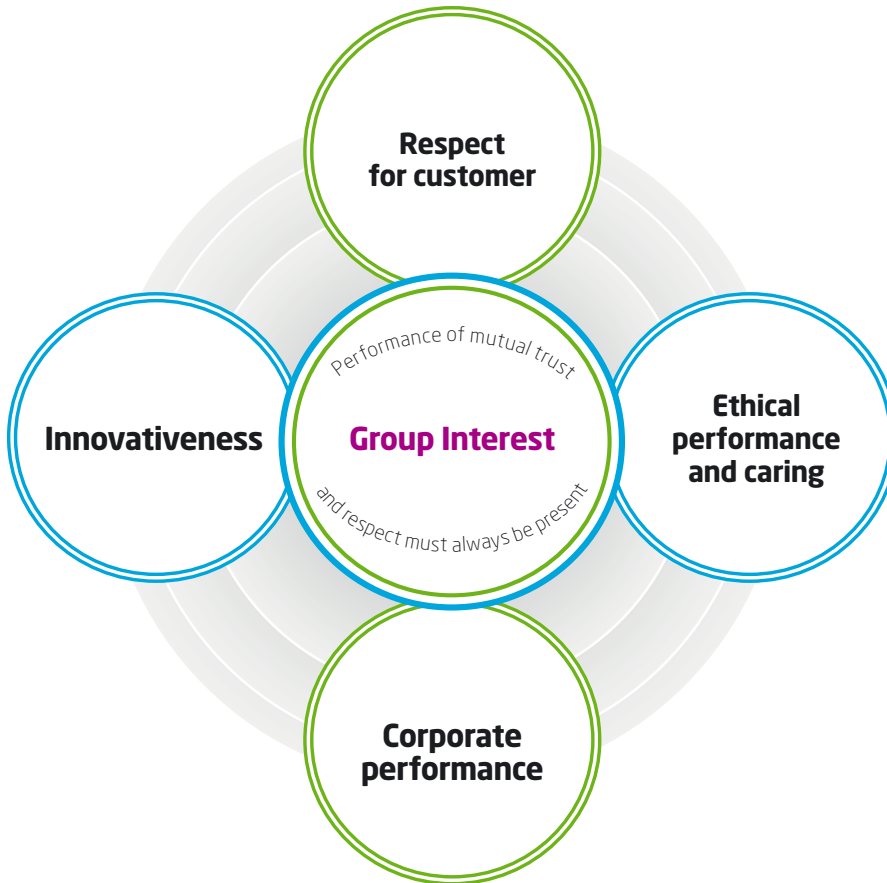 Respect
for customer
Performance of mutual trust
Innovativeness
Group Interest
Ethical
performance
and caring
and respect must always be present
Corporate
performance